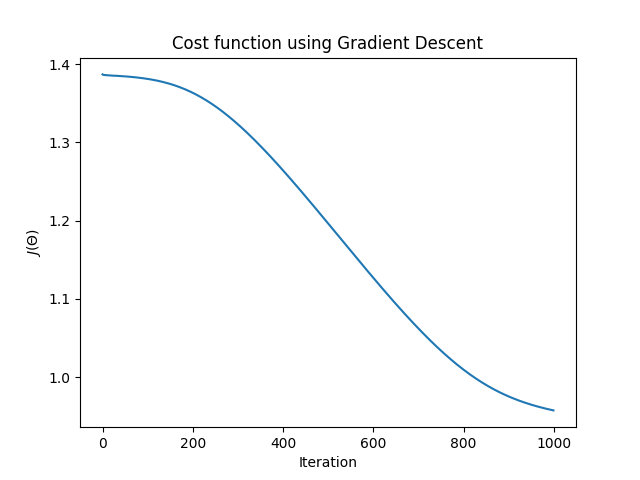 Cost function using Gradient Descent
1.4
1.3
1.2
1.1
1.0
J(Θ)
0 200 400 600 800 1000
Iteration